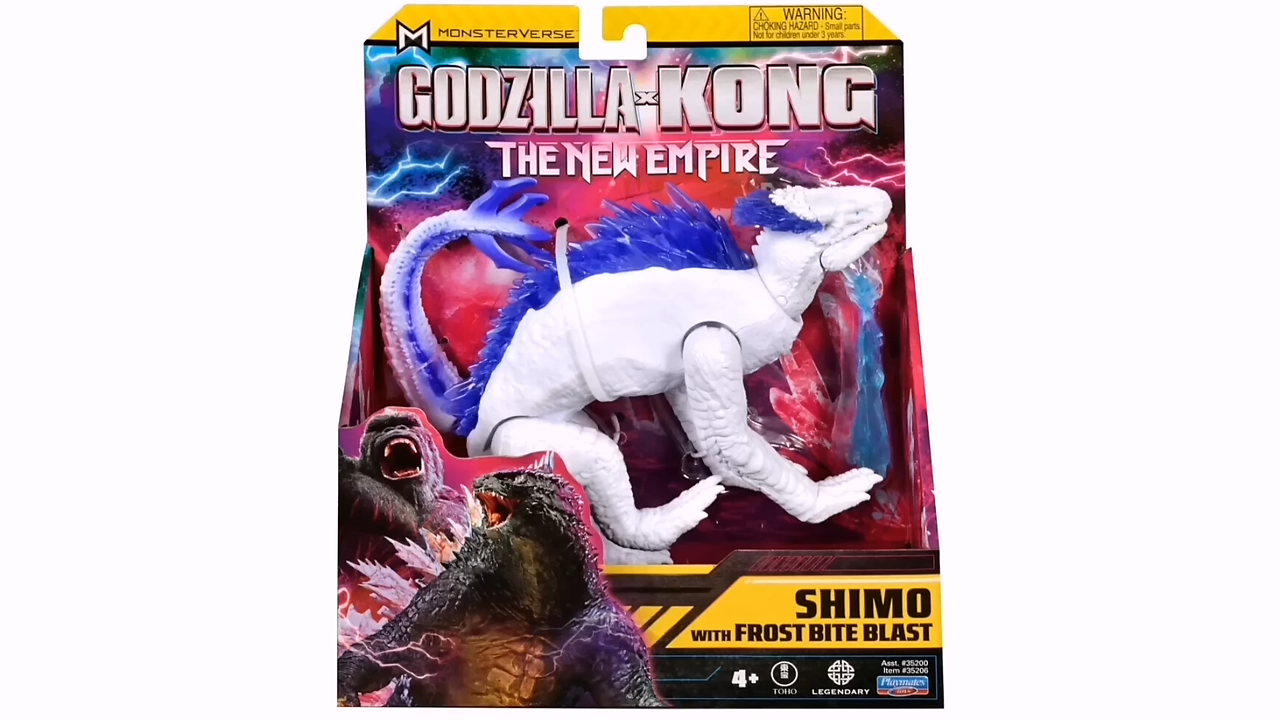 MONSTERVERSE
WARNING:
CHOKING HAZARD - Small parts.
Not for children under 3 years.
GODZILLA x KONG
THE NEW EMPIRE
SHIMO
WITH FROST BITE BLAST
4+
TOHO
LEGENDARY
Asst. #35200
Item #35206
Playmates
TOYS